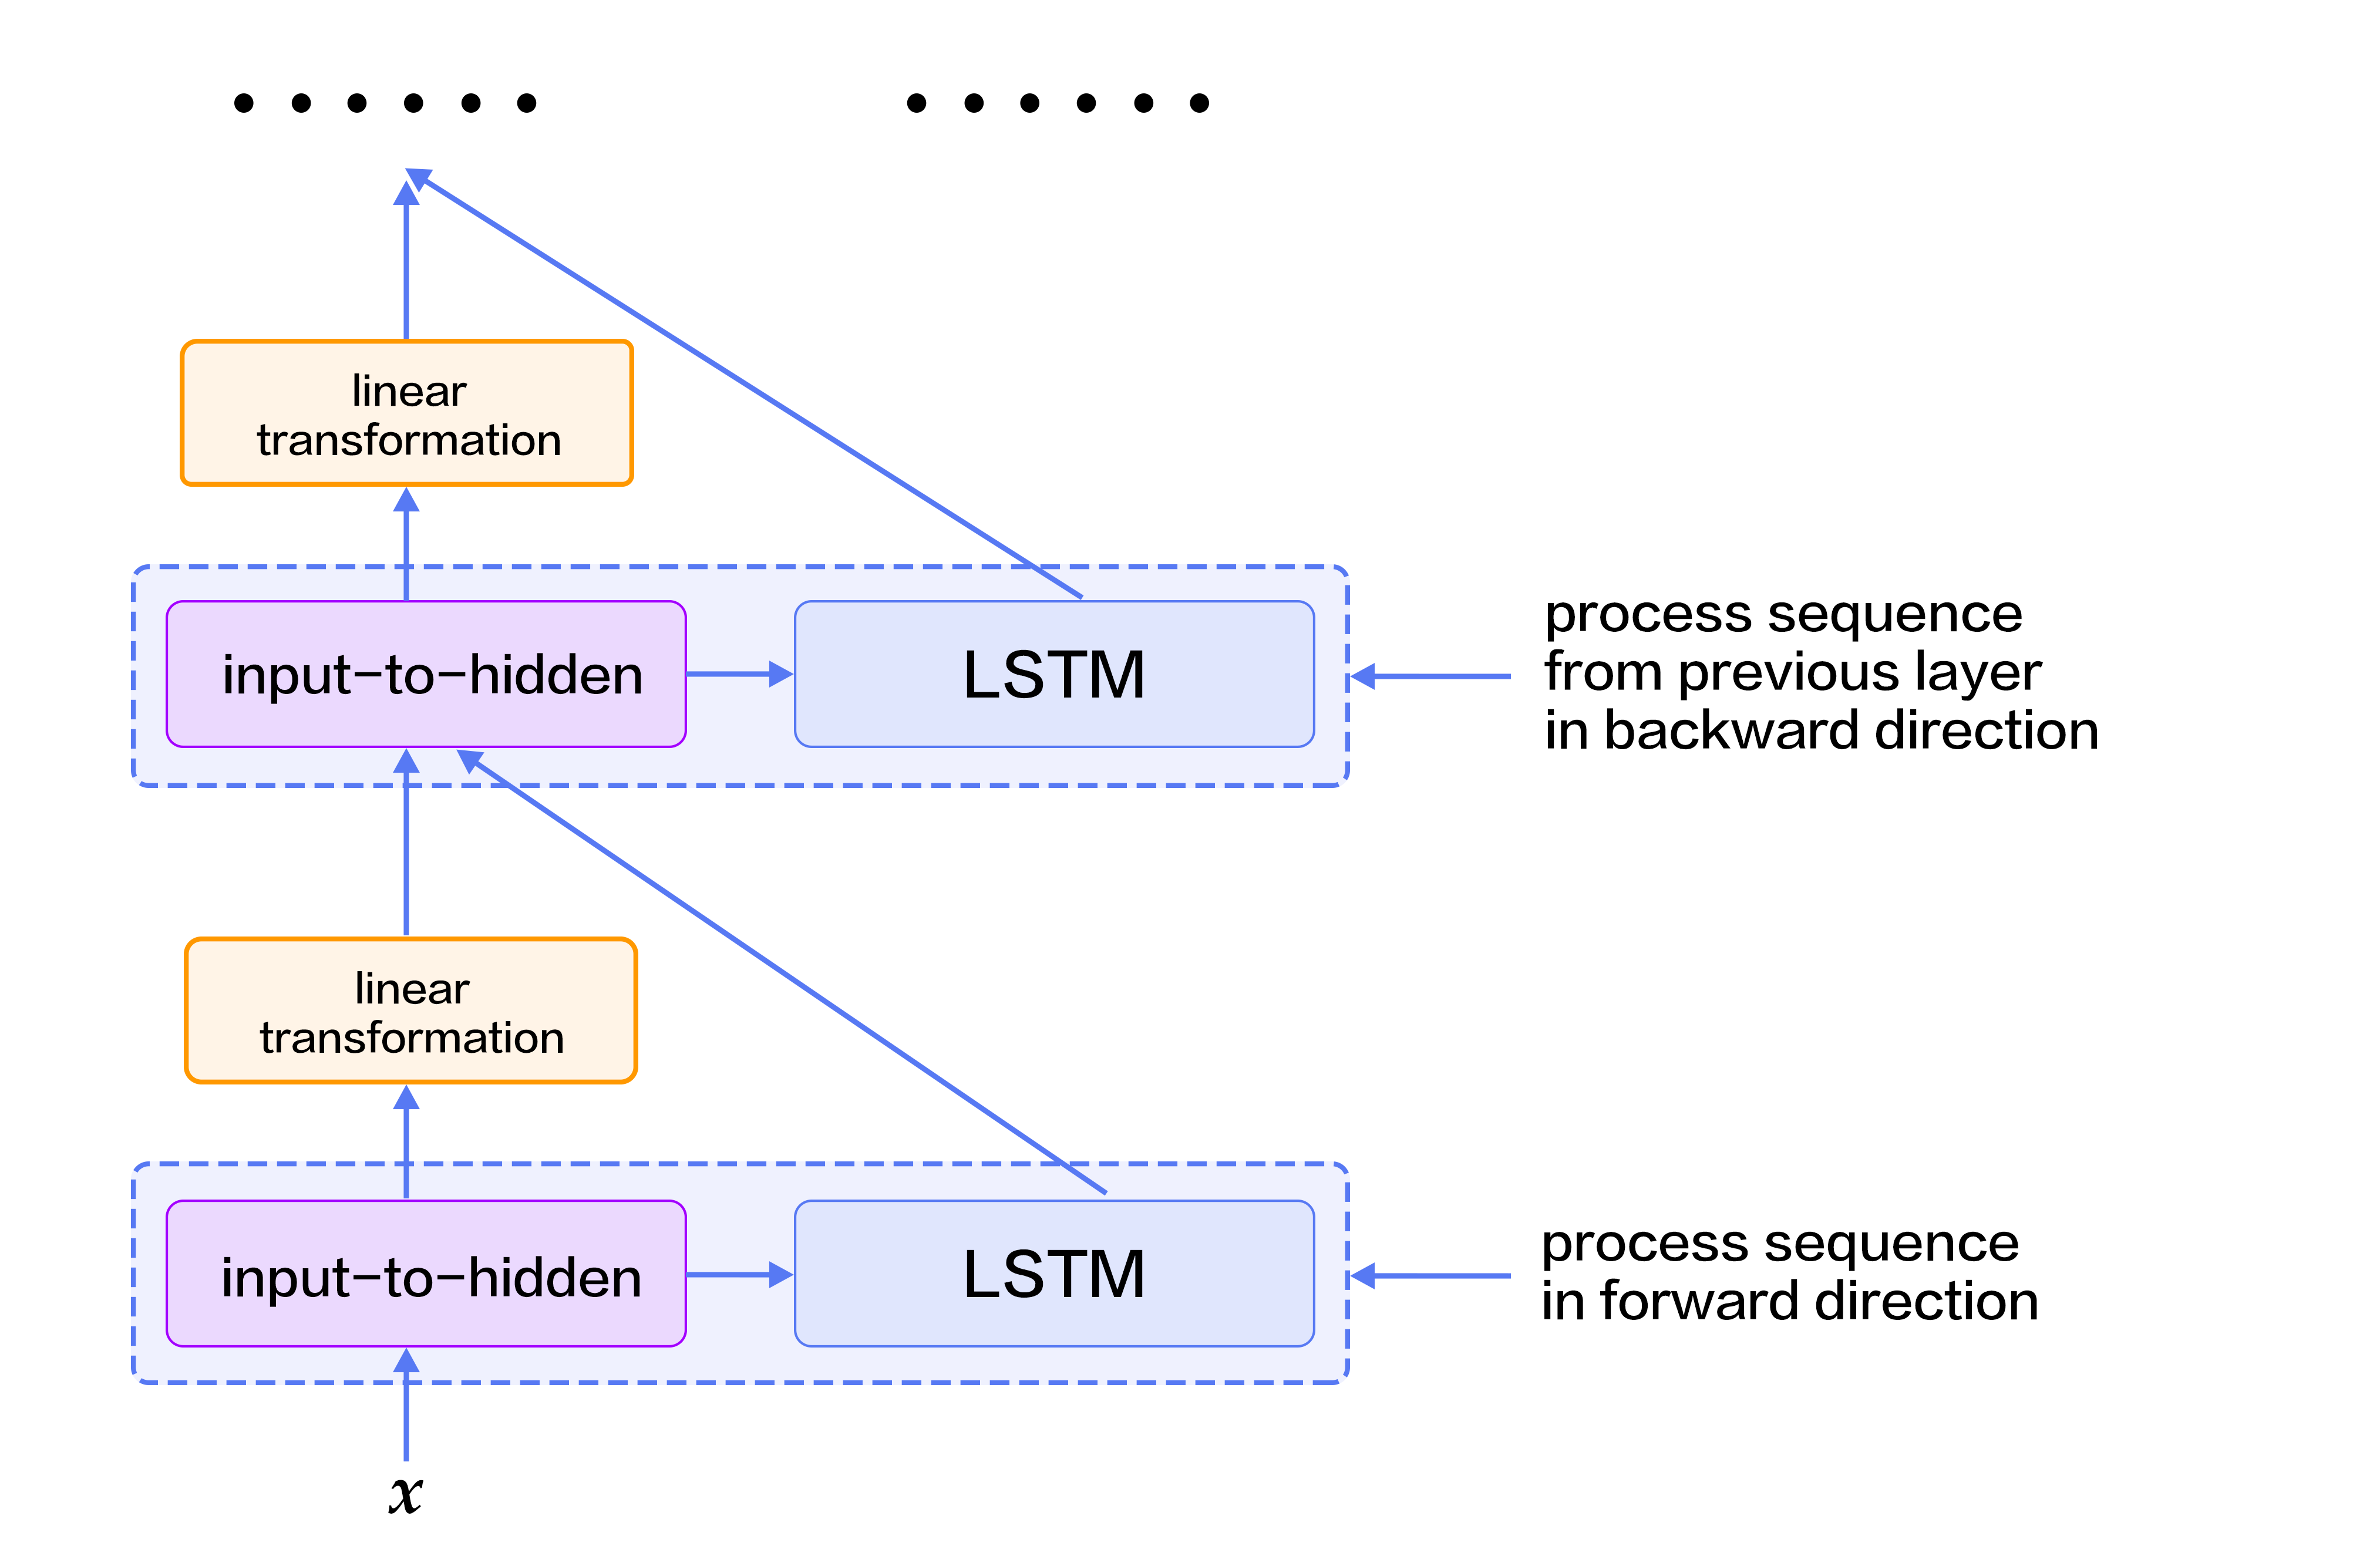 linear
transformation
input-to-hidden
LSTM
process sequence
from previous layer
in backward direction
linear
transformation
input-to-hidden
LSTM
process sequence
in forward direction
x